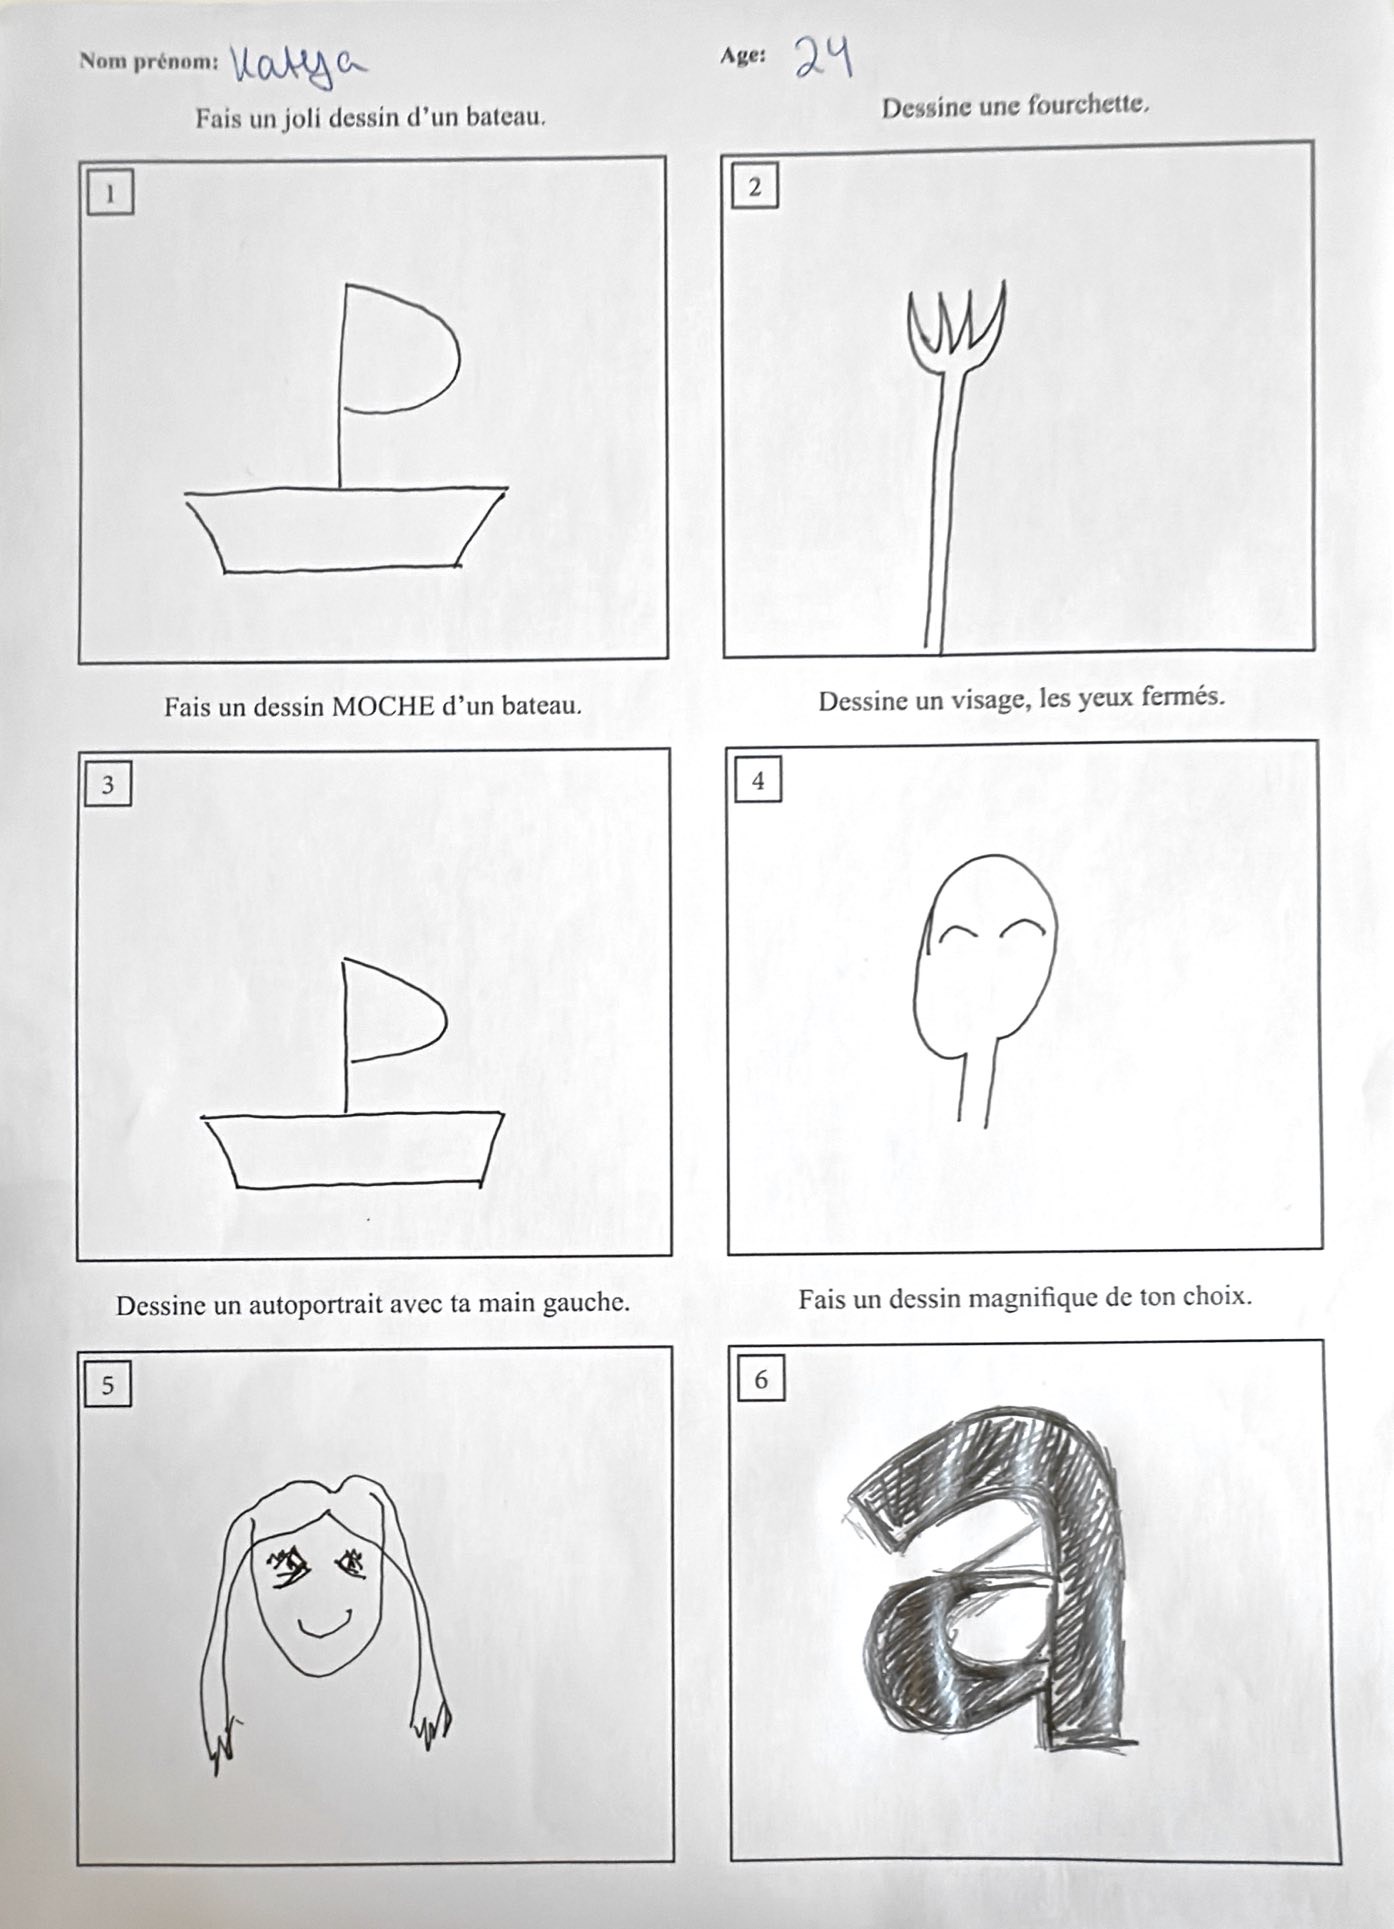 Nom prénom: Katya
Age: 24
Fais un joli dessin d'un bateau.
Dessine une fourchette.
1
2
Fais un dessin MOCHE d'un bateau.
Dessine un visage, les yeux fermés.
3
4
Dessine un autoportrait avec ta main gauche.
Fais un dessin magnifique de ton choix.
5
6
a